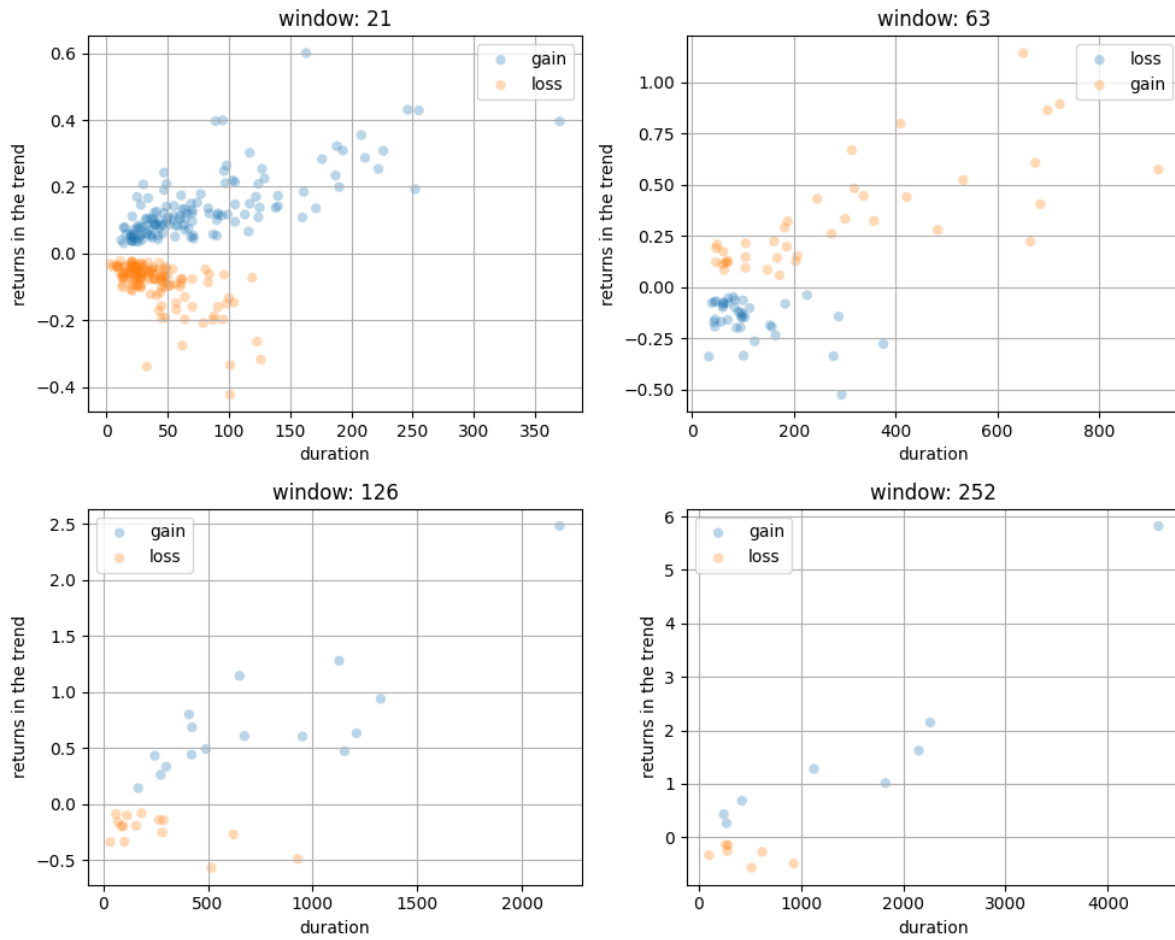 window: 21
0.6
0.4
0.2
0.0
−0.2
−0.4
returns in the trend
gain
loss
0 50 100 150 200 250 300 350
duration
window: 63
1.00
0.75
0.50
0.25
0.00
−0.25
−0.50
returns in the trend
loss
gain
0 200 400 600 800
duration
window: 126
2.5
2.0
1.5
1.0
0.5
0.0
−0.5
returns in the trend
gain
loss
0 500 1000 1500 2000
duration
window: 252
6
5
4
3
2
1
0
returns in the trend
gain
loss
0 1000 2000 3000 4000
duration